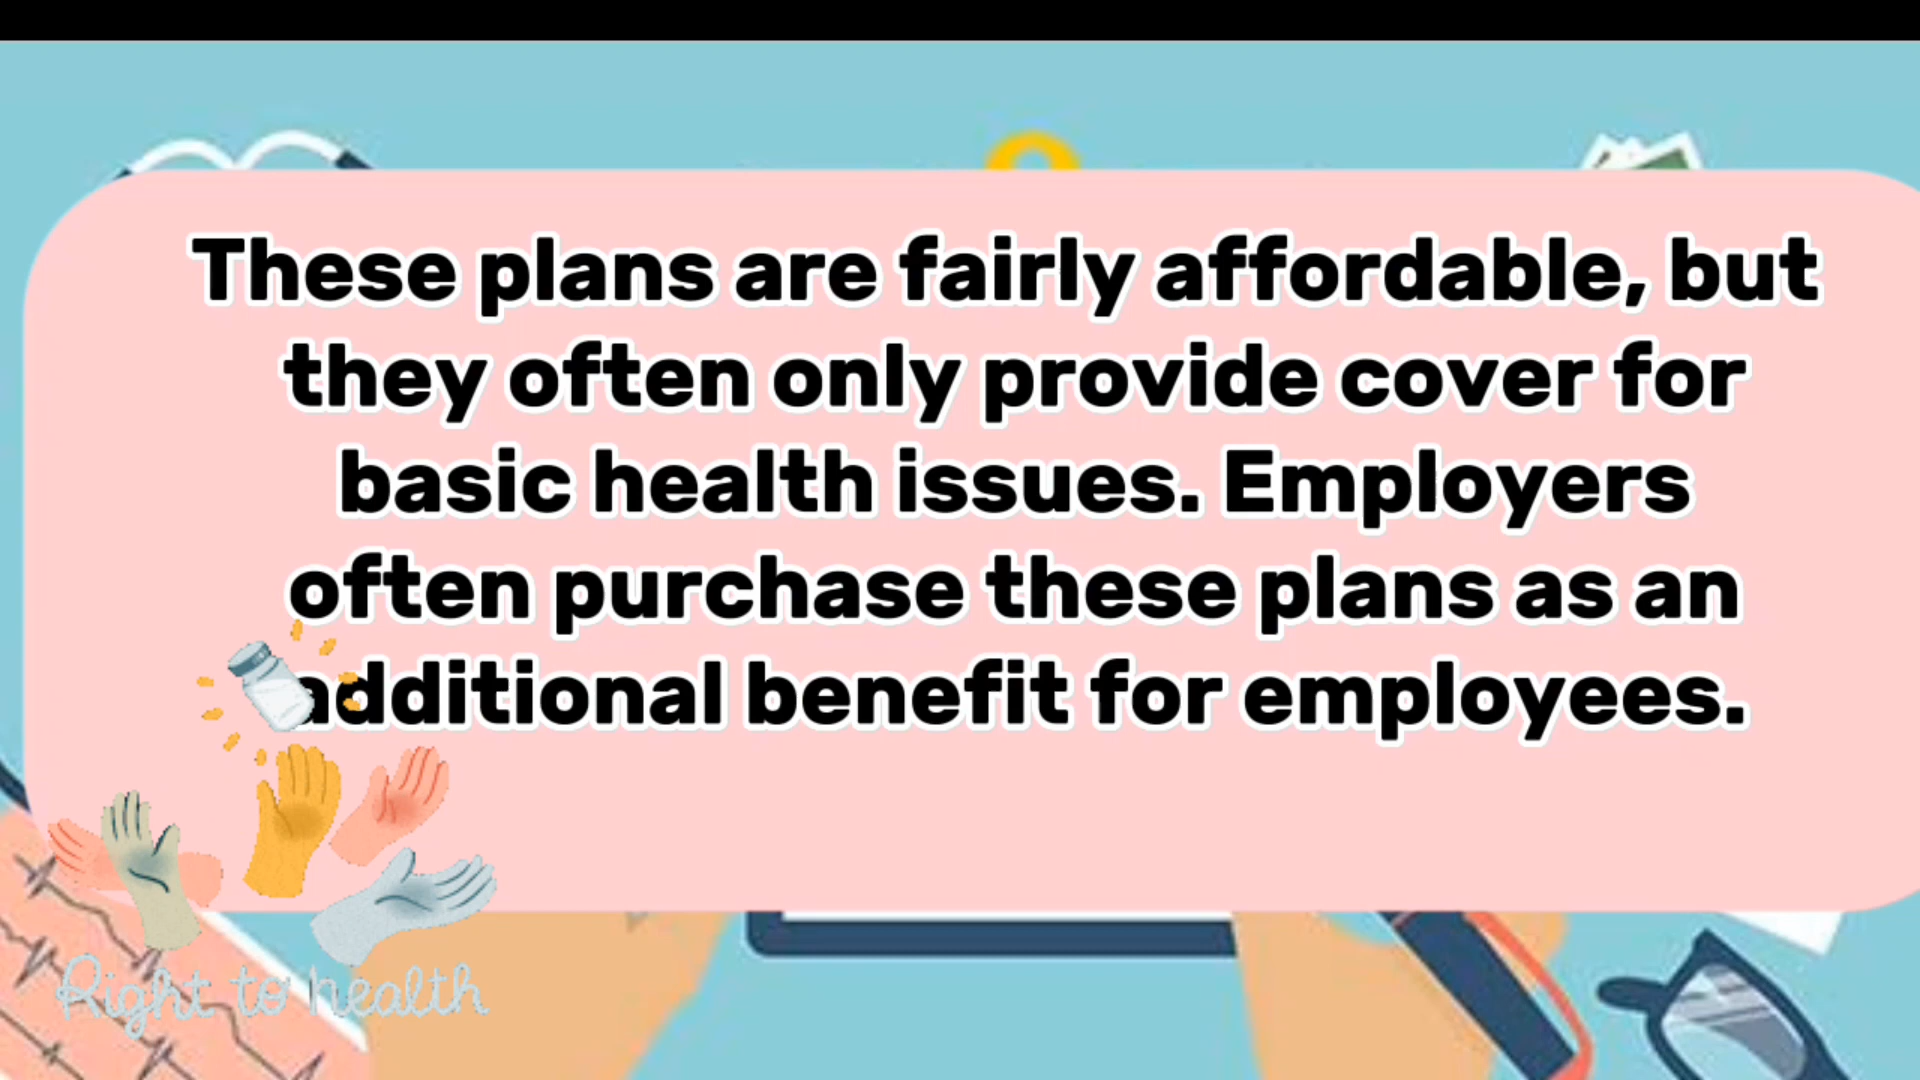 These plans are fairly affordable, but
they often only provide cover for
basic health issues. Employers
often purchase these plans as an
additional benefit for employees.
Right to health